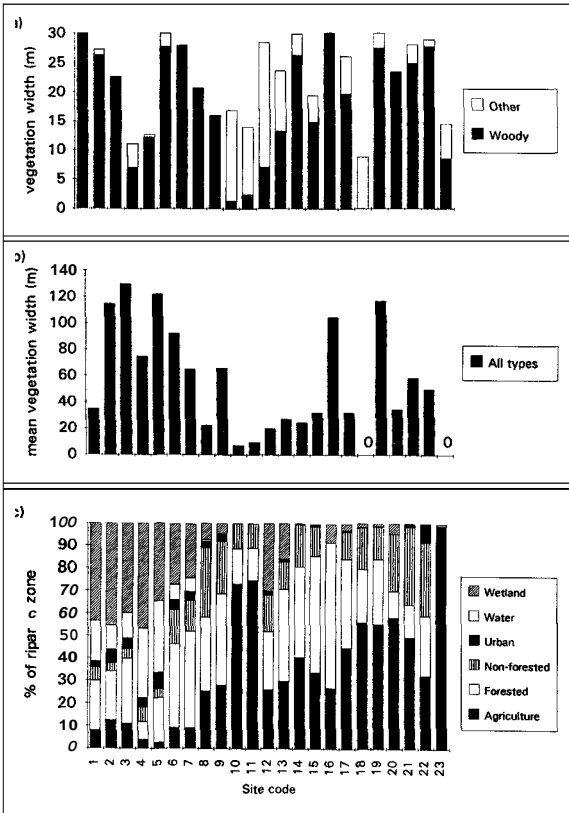 a)
30
25
20
15
10
5
0
vegetation width (m)
Other
Woody
b)
140
120
100
80
60
40
20
0
mean vegetation width (m)
0
0
All types
c)
100
90
80
70
60
50
40
30
20
10
0
% of ripar n zone
Wetland
Water
Urban
Non-forested
Forested
Agriculture
1 2 3 4 5 6 7 8 9 10 11 12 13 14 15 16 17 18 19 20 21 22 23
Site code